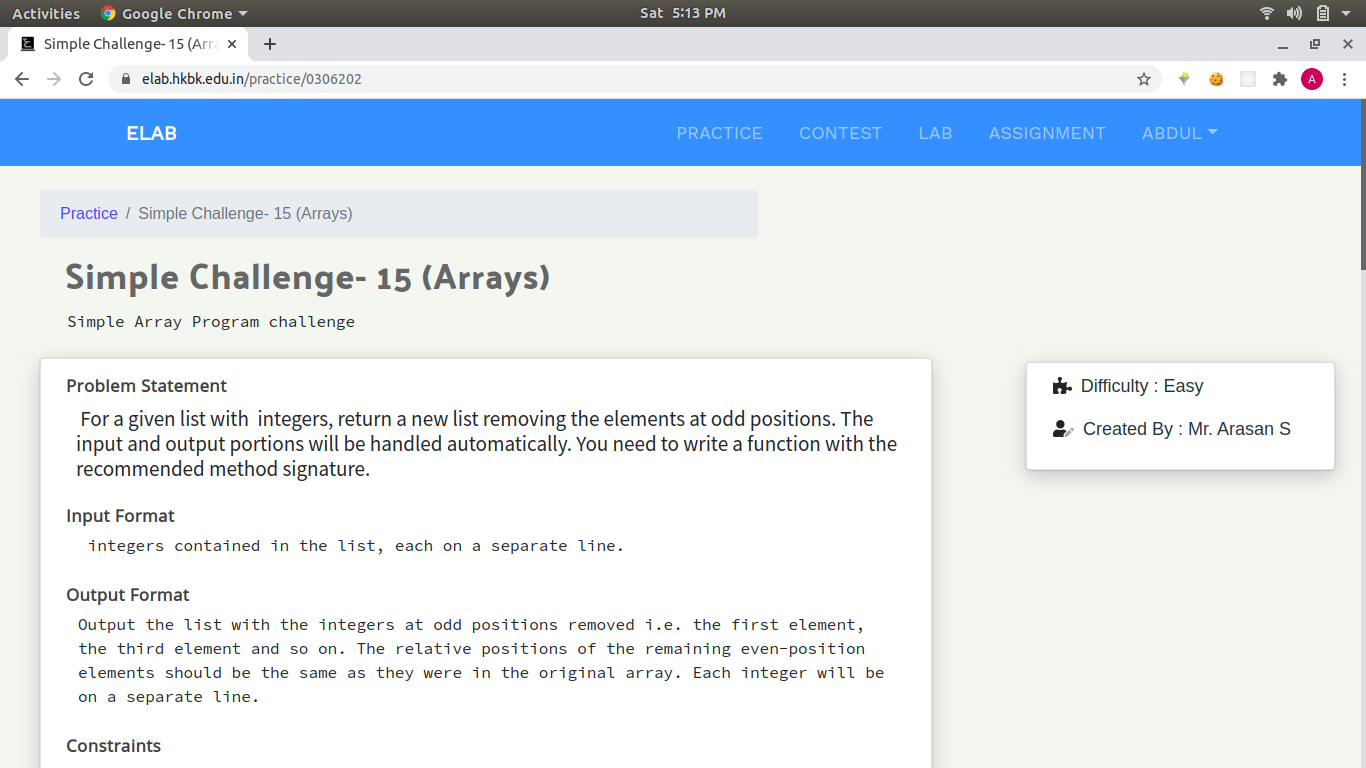 Activities Google Chrome Sat 5:13 PM
Simple Challenge- 15 (Arra
elab.hkbk.edu.in/practice/0306202 A
ELAB PRACTICE CONTEST LAB ASSIGNMENT ABDUL
Practice / Simple Challenge- 15 (Arrays)
Simple Challenge- 15 (Arrays)
Simple Array Program challenge
Problem Statement
For a given list with integers, return a new list removing the elements at odd positions. The
input and output portions will be handled automatically. You need to write a function with the
recommended method signature.
Input Format
integers contained in the list, each on a separate line.
Output Format
Output the list with the integers at odd positions removed i.e. the first element,
the third element and so on. The relative positions of the remaining even-position
elements should be the same as they were in the original array. Each integer will be
on a separate line.
Constraints
Difficulty : Easy
Created By : Mr. Arasan S